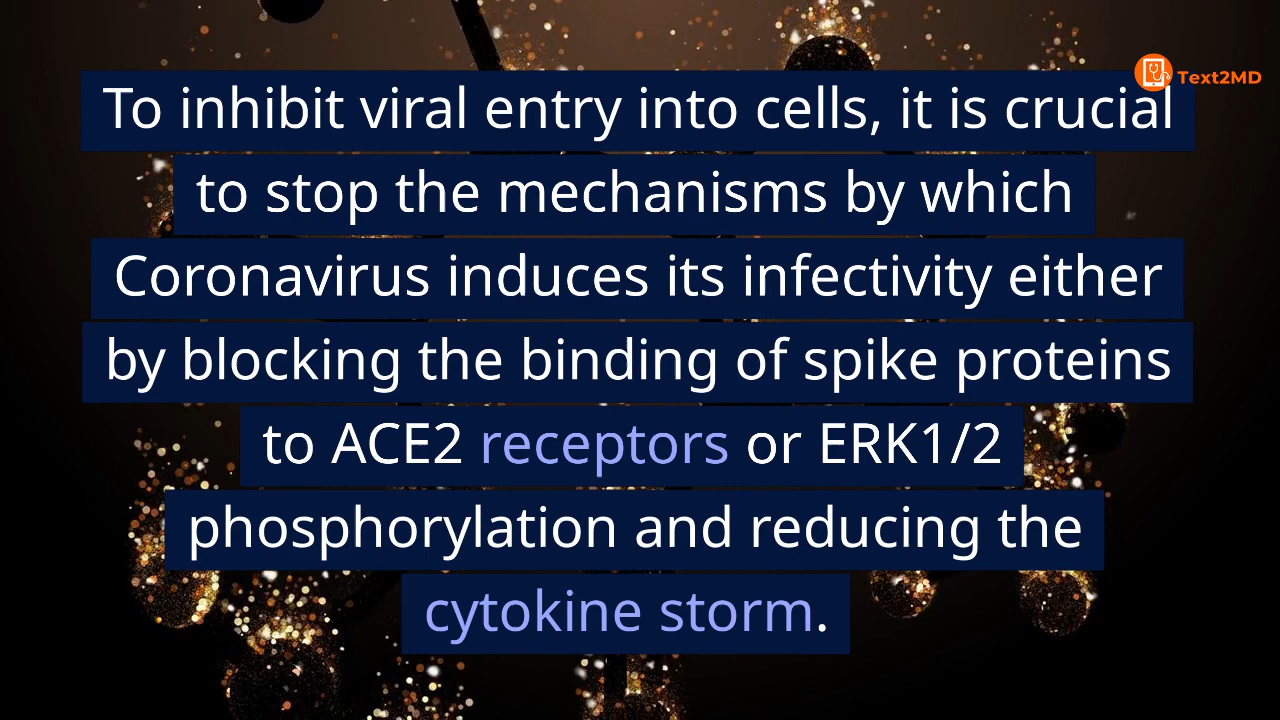 Text2MD
To inhibit viral entry into cells, it is crucial
to stop the mechanisms by which
Coronavirus induces its infectivity either
by blocking the binding of spike proteins
to ACE2 receptors or ERK1/2
phosphorylation and reducing the
cytokine storm.